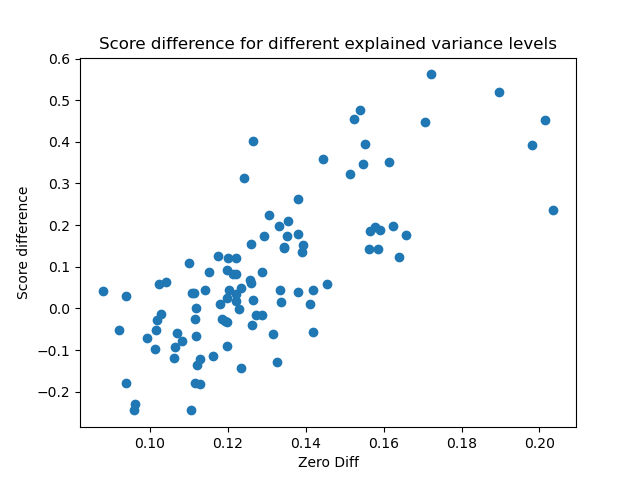 Score difference for different explained variance levels
0.6
0.5
0.4
0.3
0.2
0.1
0.0
−0.1
−0.2
Score difference
0.10 0.12 0.14 0.16 0.18 0.20
Zero Diff